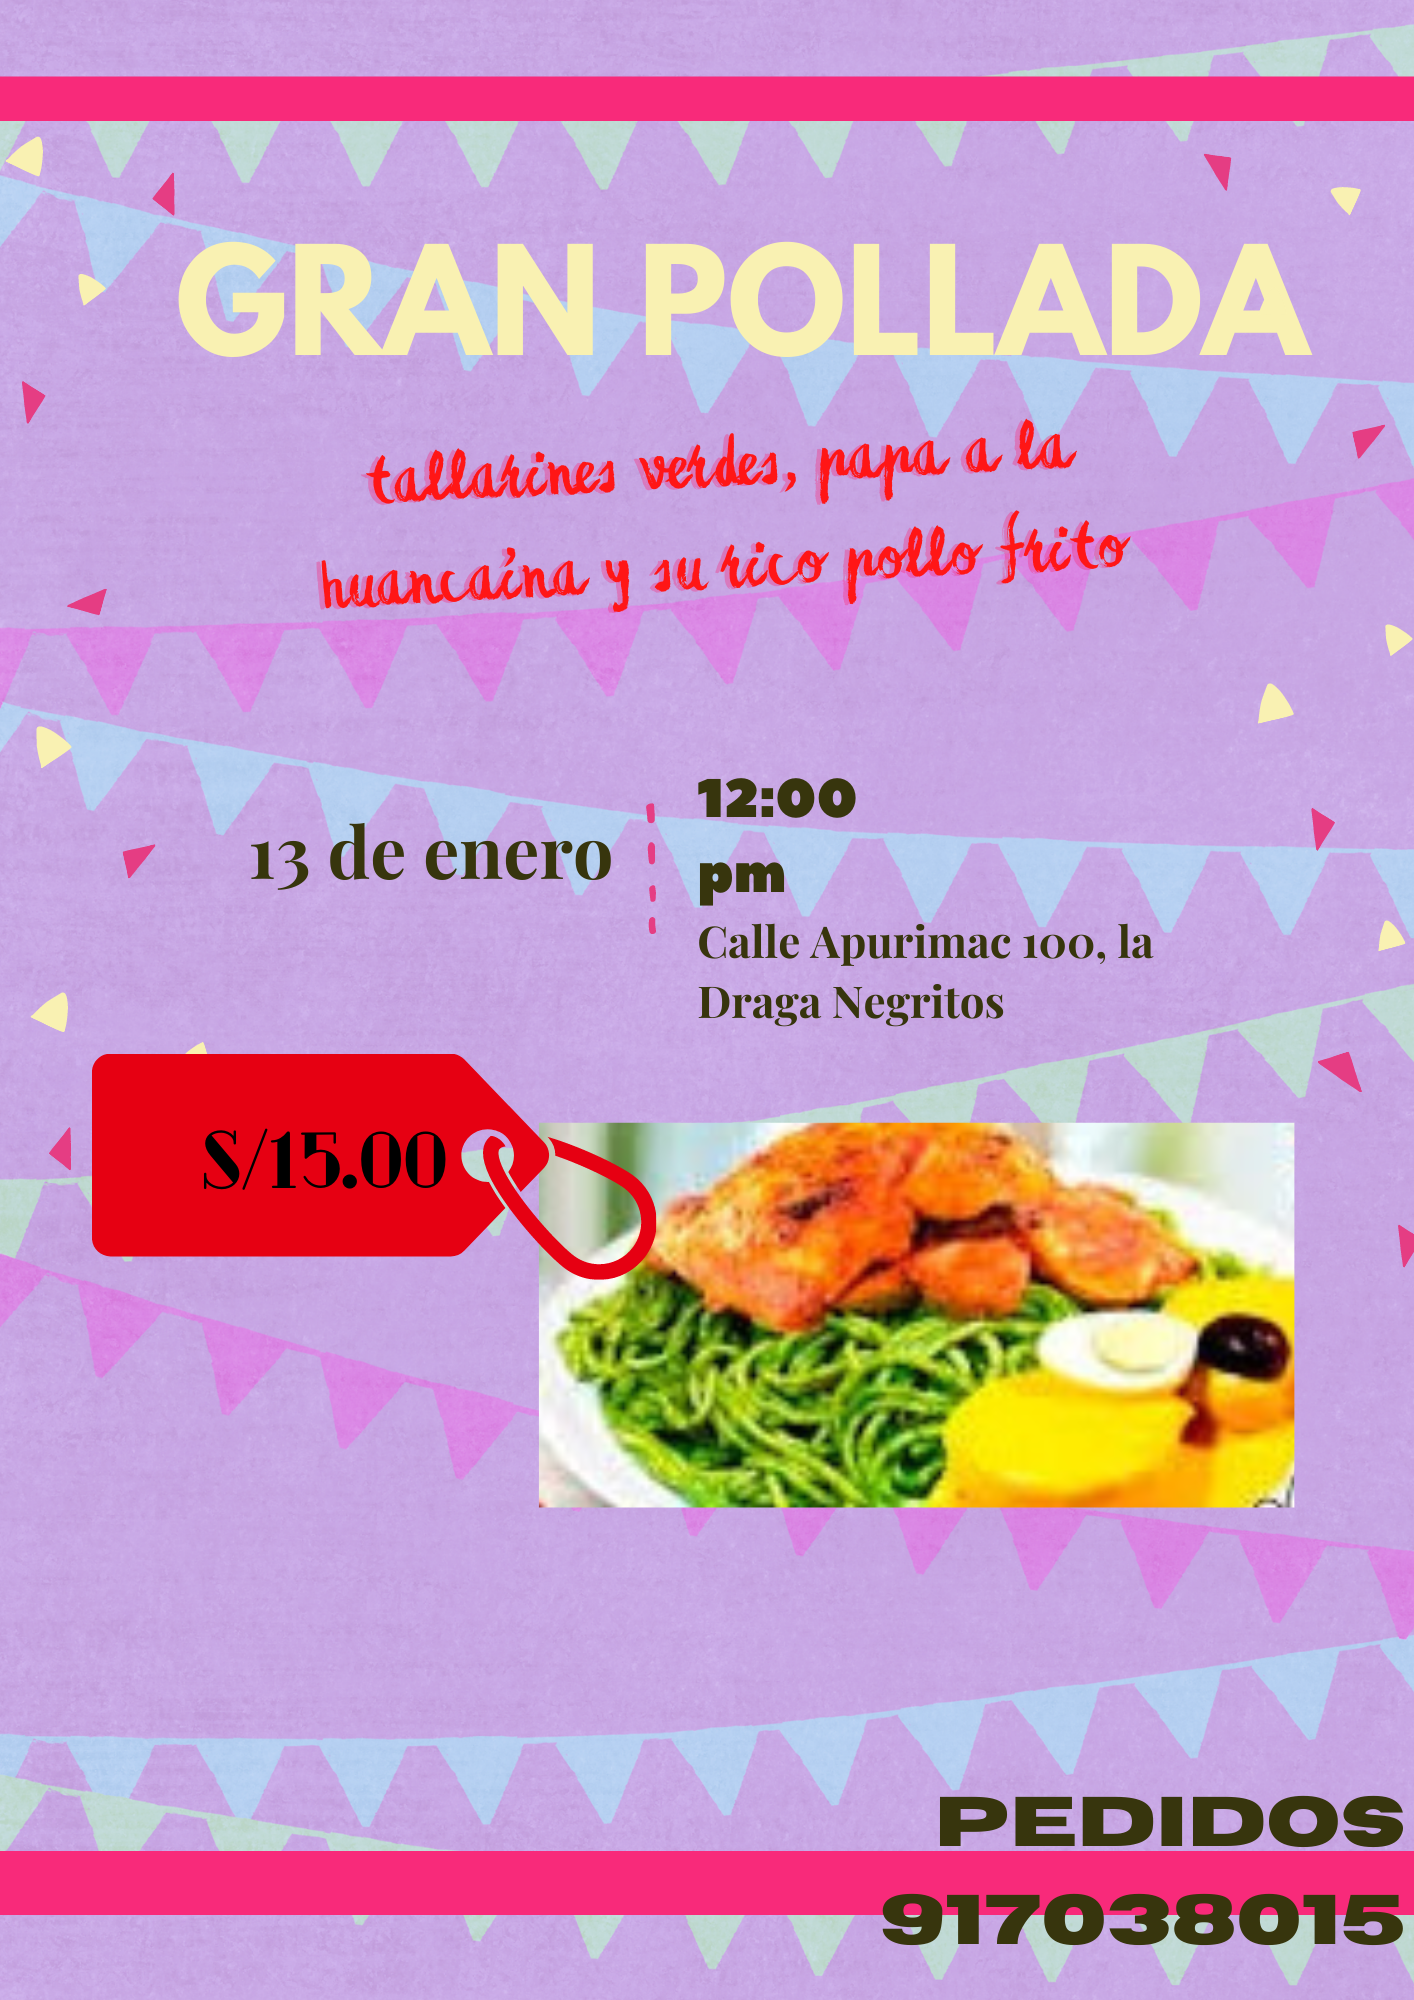 GRAN POLLADA
tallarines verdes, papa a la
huancaína y su rico pollo frito
13 de enero
12:00
pm
Calle Apurimac 100, la
Draga Negritos
S/15.00
PEDIDOS
917038015